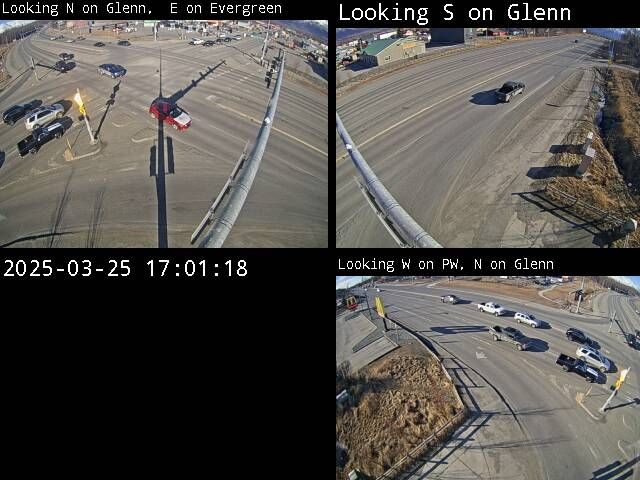 Looking N on Glenn,  E on Evergreen
Looking S on Glenn
2025-03-25 17:01:18
Looking W on PW, N on Glenn